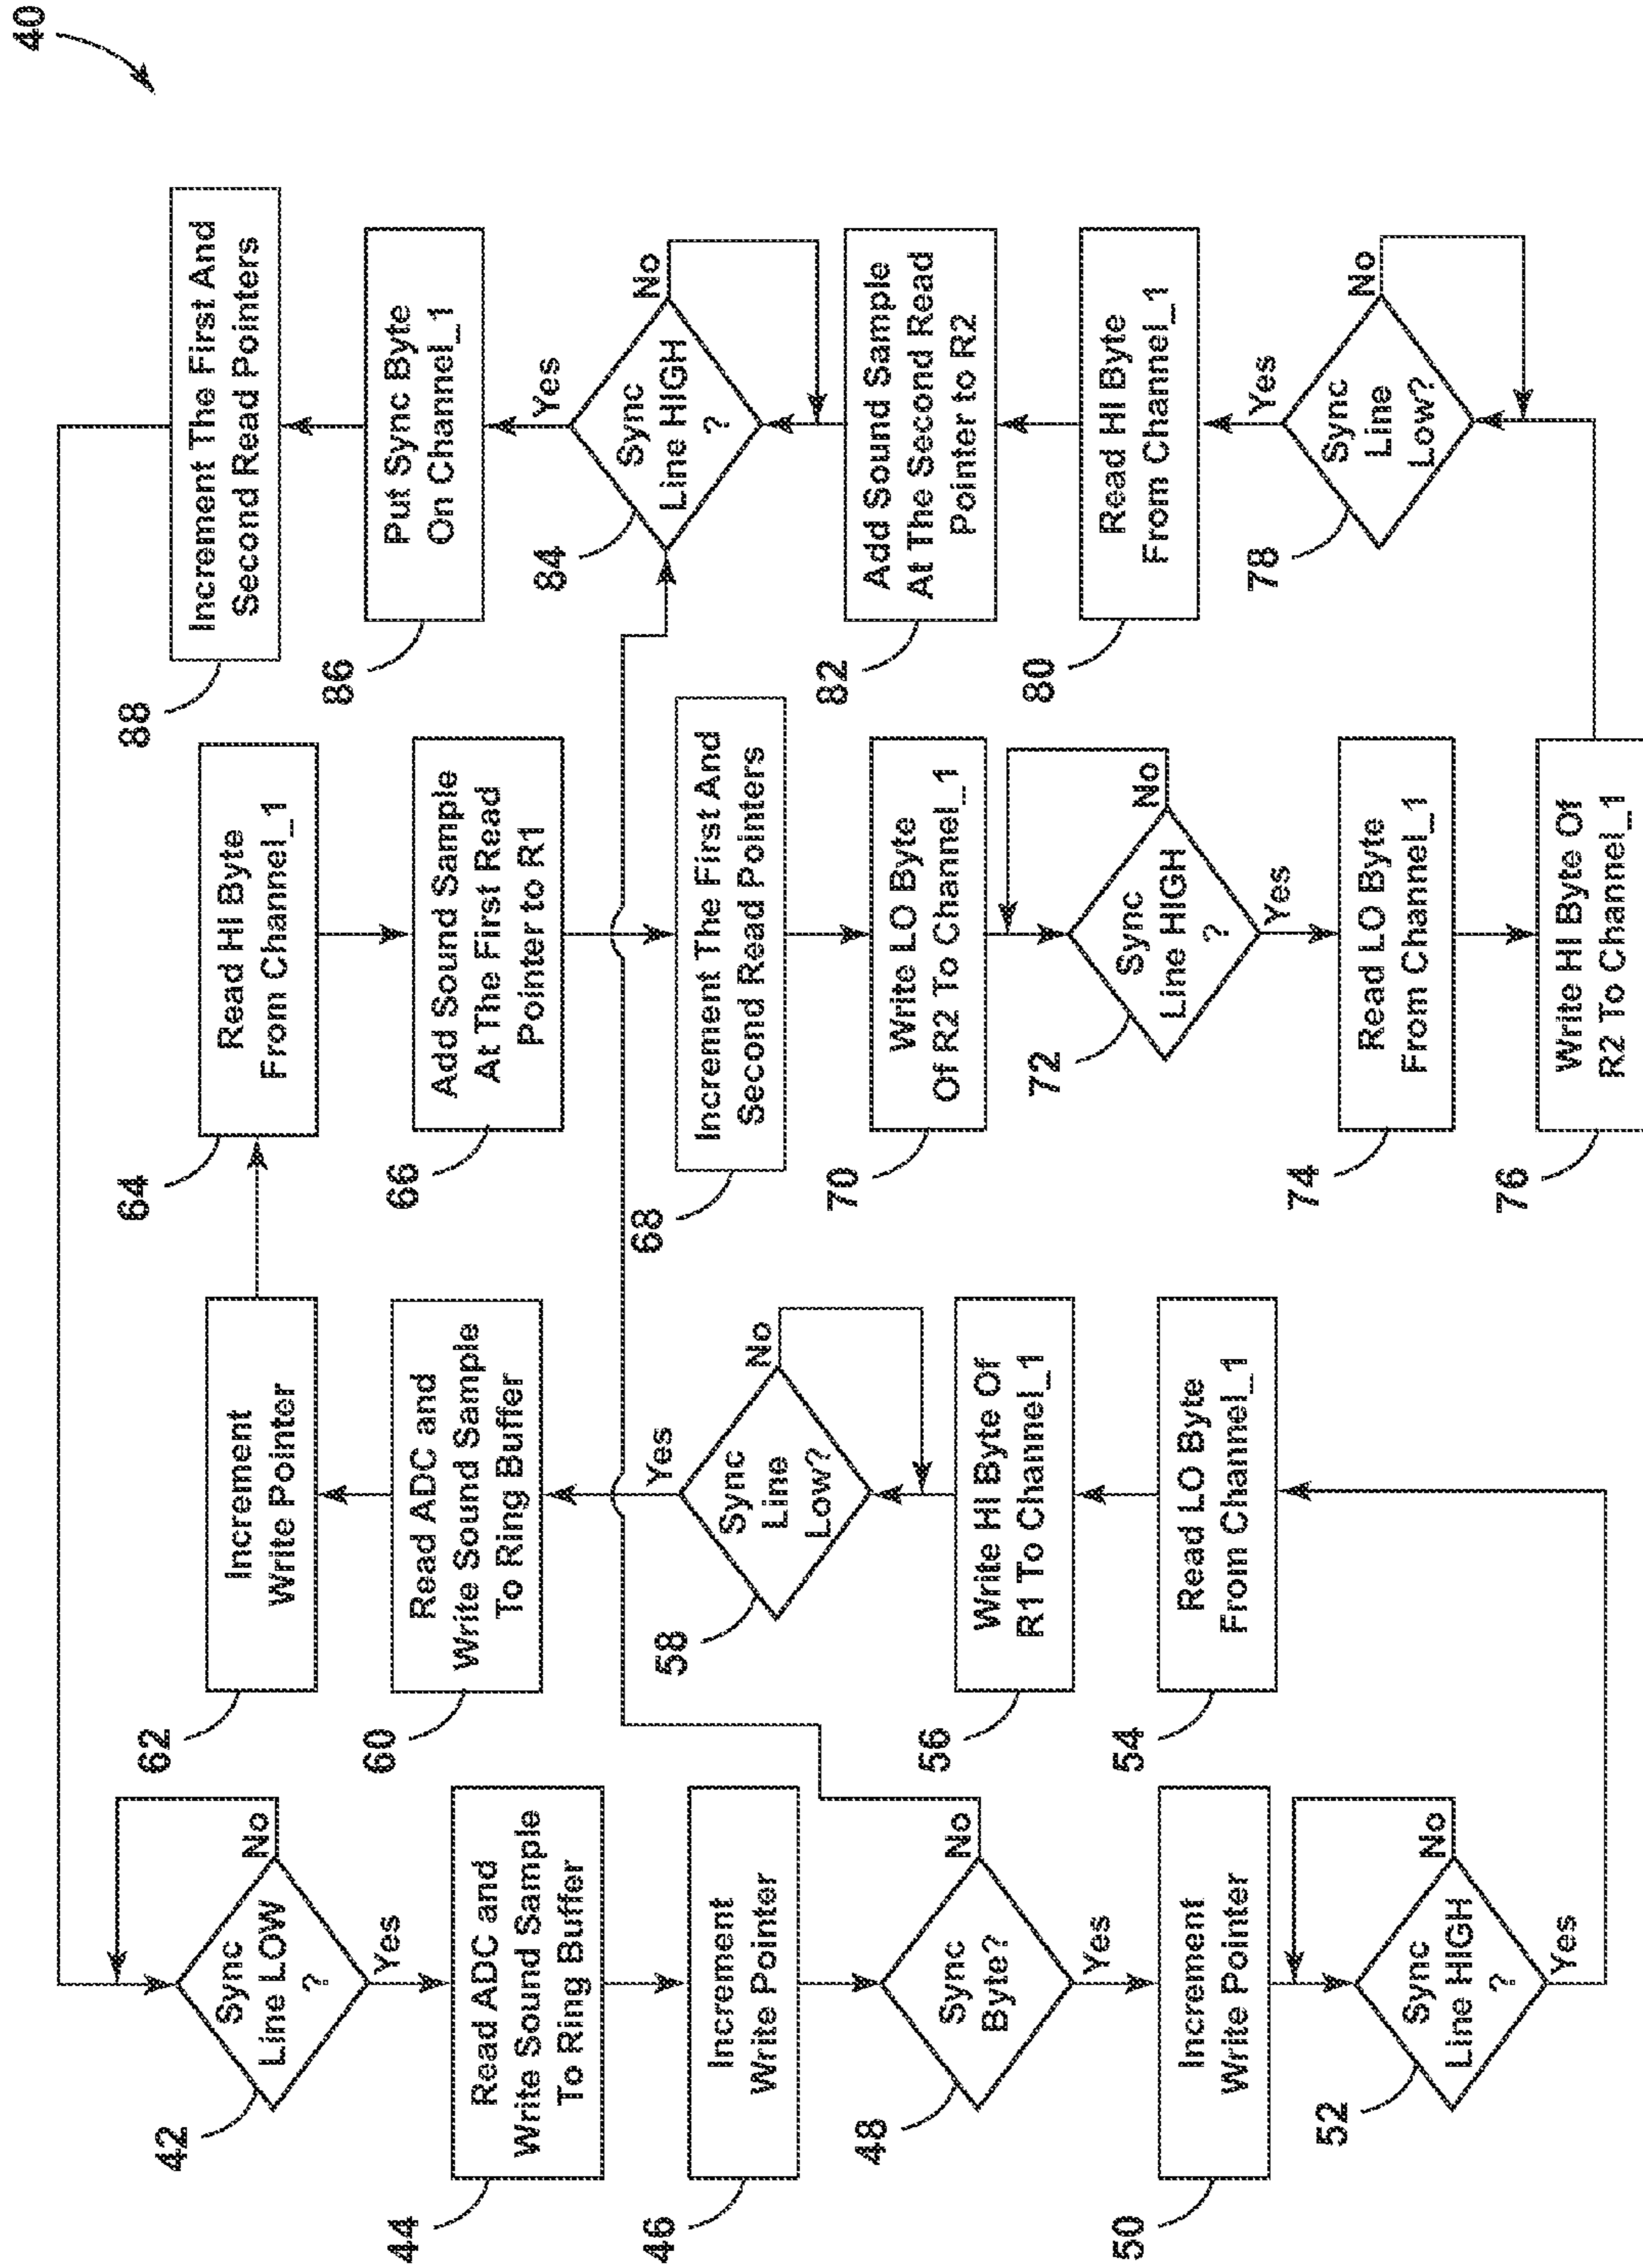 40
42
Sync
Line LOW
?
No
Yes
44
Read ADC and
Write Sound Sample
To Ring Buffer
46
Increment
Write Pointer
48
Sync
Byte?
No
Yes
50
Increment
Write Pointer
52
Sync
Line HIGH
?
No
Yes
62
Increment
Write Pointer
60
Read ADC and
Write Sound Sample
To Ring Buffer
Yes
58
Sync
Line
Low?
No
56
Write HI Byte Of
R1 To Channel_1
54
Read LO Byte
From Channel_1
64
Read HI Byte
From Channel_1
66
Add Sound Sample
At The First Read
Pointer to R1
68
Increment The First And
Second Read Pointers
70
Write LO Byte
Of R2 To Channel_1
72
Sync
Line HIGH
?
No
Yes
74
Read LO Byte
From Channel_1
76
Write HI Byte Of
R2 To Channel_1
88
Increment The First And
Second Read Pointers
86
Put Sync Byte
On Channel_1
Yes
84
Sync
Line HIGH
?
No
82
Add Sound Sample
At The Second Read
Pointer to R2
80
Read HI Byte
From Channel_1
Yes
78
Sync
Line
Low?
No